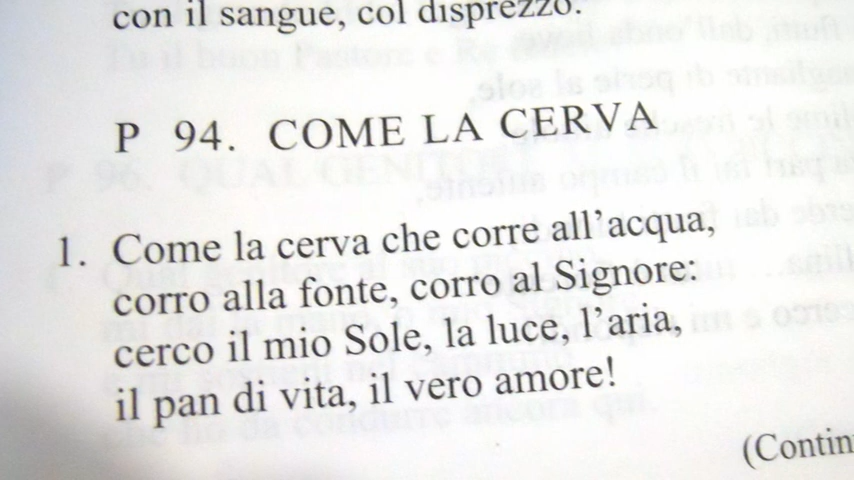 con il sangue, col disprezzo.
P 94. COME LA CERVA
1. Come la cerva che corre all'acqua,
corro alla fonte, corro al Signore:
cerco il mio Sole, la luce, l'aria,
il pan di vita, il vero amore!
(Contin